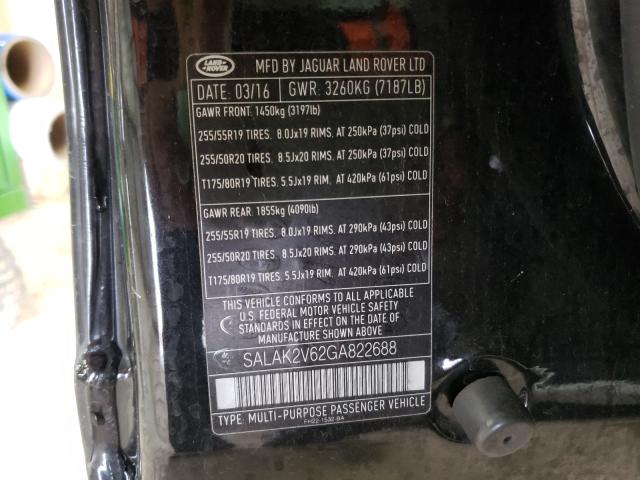 LAND ROVER
MFD BY JAGUAR LAND ROVER LTD
DATE: 03/16 GWR: 3260KG (7187LB)
GAWR FRONT: 1450kg (3197lb)
255/55R19 TIRES. 8.0Jx19 RIMS. AT 250kPa (37psi) COLD
255/50R20 TIRES. 8.5Jx20 RIMS. AT 250kPa (37psi) COLD
T175/80R19 TIRES. 5.5Jx19 RIM. AT 420kPa (61psi) COLD
GAWR REAR: 1855kg (4090lb)
255/55R19 TIRES. 8.0Jx19 RIMS. AT 290kPa (43psi) COLD
255/50R20 TIRES. 8.5Jx20 RIMS. AT 290kPa (43psi) COLD
T175/80R19 TIRES. 5.5Jx19 RIM. AT 420kPa (61psi) COLD
THIS VEHICLE CONFORMS TO ALL APPLICABLE
U.S. FEDERAL MOTOR VEHICLE SAFETY
STANDARDS IN EFFECT ON THE DATE OF
MANUFACTURE SHOWN ABOVE
SALAK2V62GA822688
TYPE: MULTI-PURPOSE PASSENGER VEHICLE
FH22-1532-BA